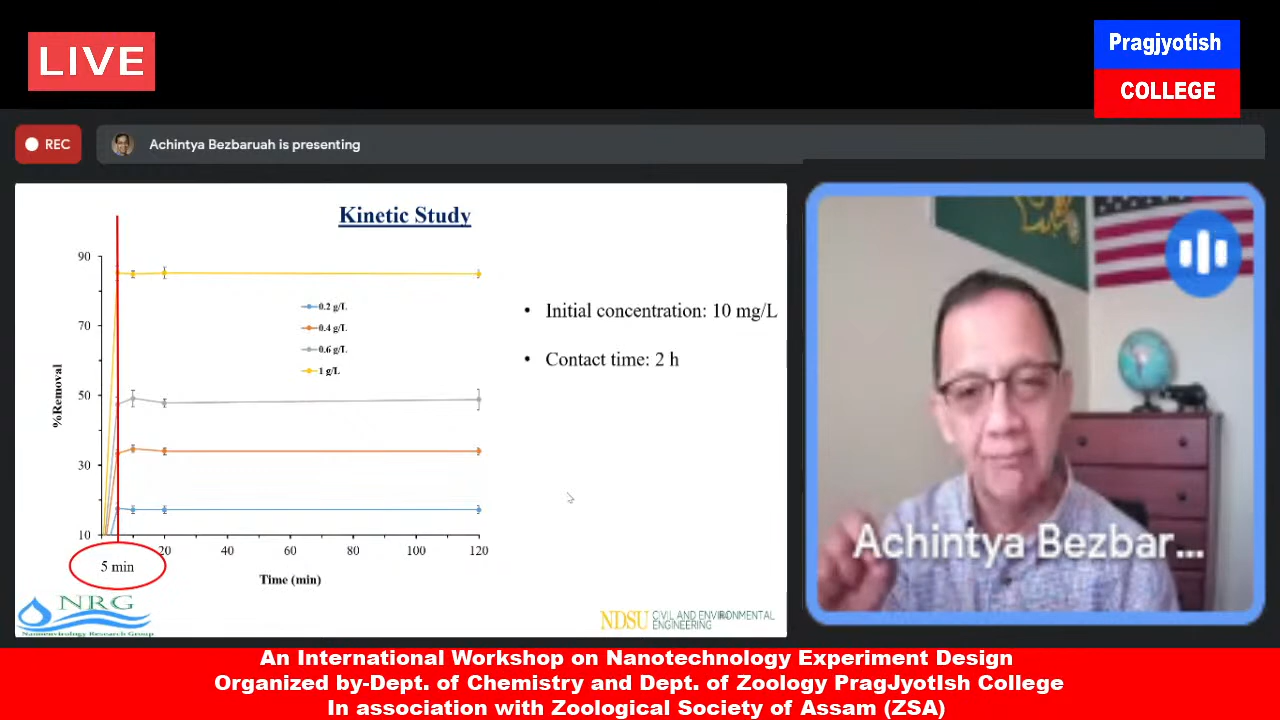 LIVE
Pragjyotish
COLLEGE
REC
Achintya Bezbaruah is presenting
Kinetic Study
90
70
50
30
10
%Removal
0.2 g/L
0.4 g/L
0.6 g/L
1 g/L
20
40
60
80
100
120
5 min
Time (min)
• Initial concentration: 10 mg/L
• Contact time: 2 h
NRG
Nanoenvirology Research Group
NDSU
CIVIL AND ENVIRONMENTAL
ENGINEERING
Achintya Bezbar...
An International Workshop on Nanotechnology Experiment Design
Organized by-Dept. of Chemistry and Dept. of Zoology PragJyotIsh College
In association with Zoological Society of Assam (ZSA)